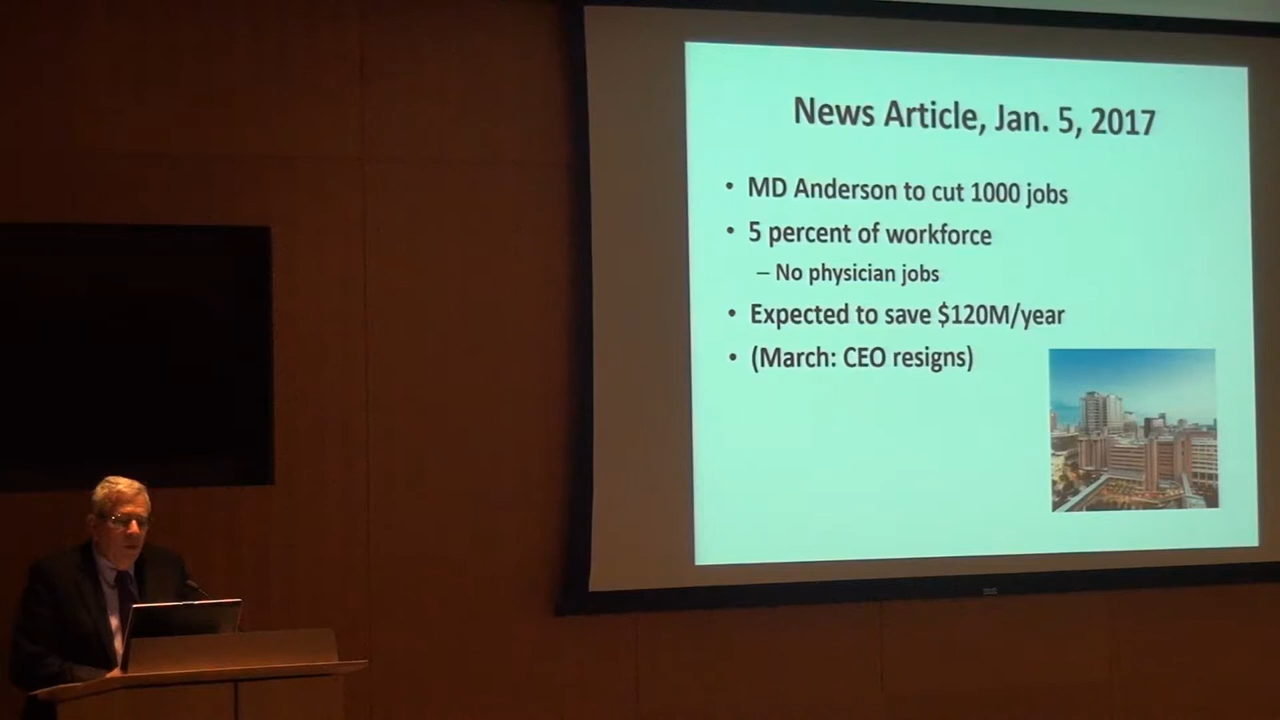 News Article, Jan. 5, 2017
• MD Anderson to cut 1000 jobs
• 5 percent of workforce
– No physician jobs
• Expected to save $120M/year
• (March: CEO resigns)